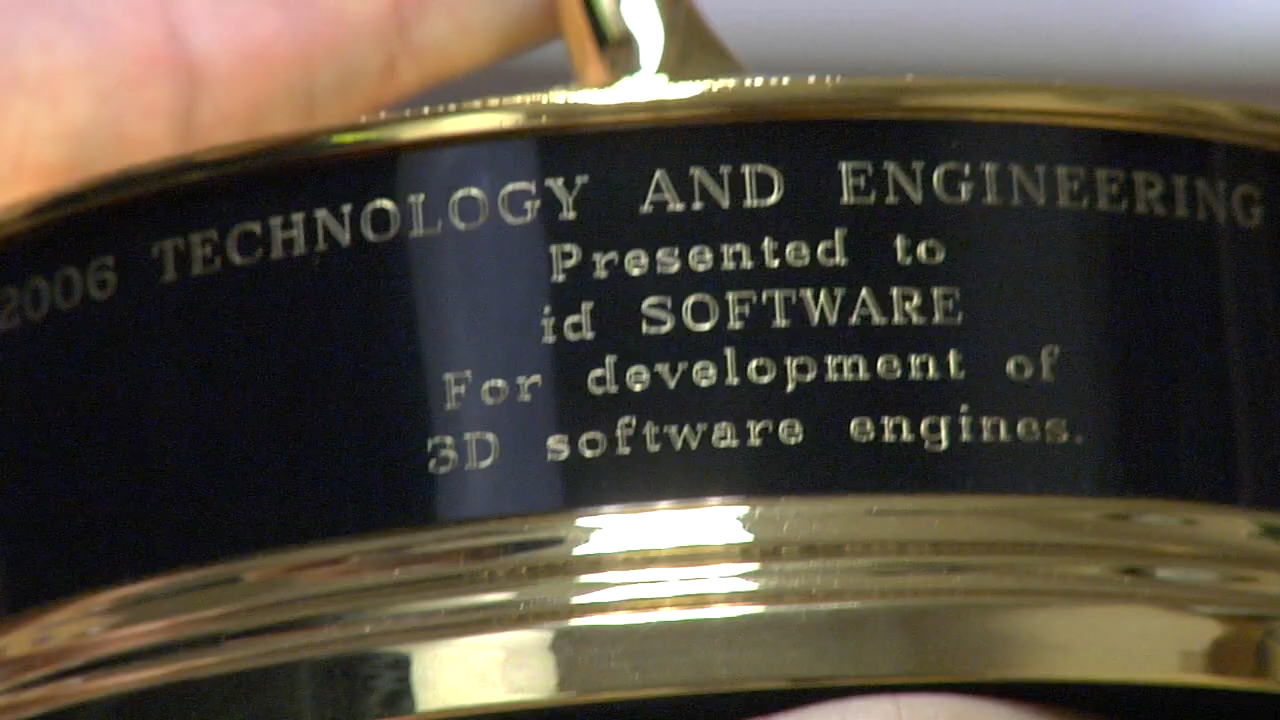 2006 TECHNOLOGY AND ENGINEERING
Presented to
id SOFTWARE
For development of
3D software engines.